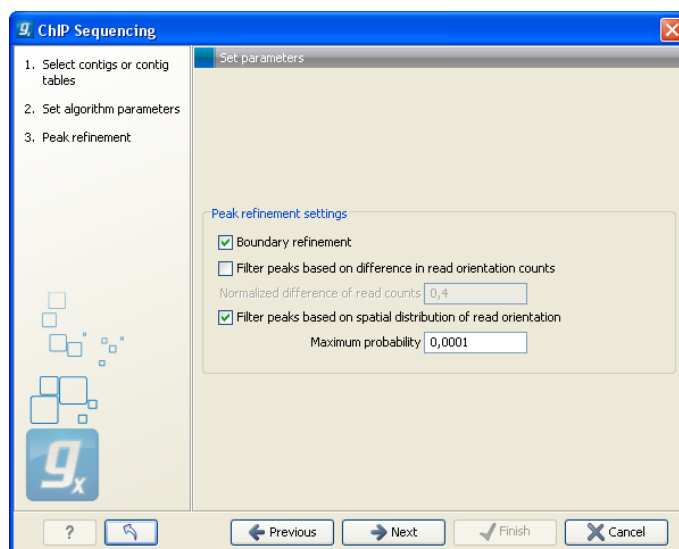 ChIP Sequencing
1. Select contigs or contig
tables
2. Set algorithm parameters
3. Peak refinement
Set parameters
Peak refinement settings
Boundary refinement
Filter peaks based on difference in read orientation counts
Normalized difference of read counts 0,4
Filter peaks based on spatial distribution of read orientation
Maximum probability 0,0001
gx
? Previous Next Finish Cancel